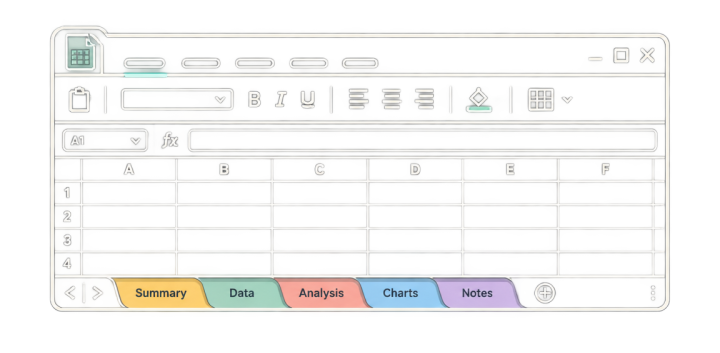 B I U
A1 fx
A B C D E F
1
2
3
4
Summary Data Analysis Charts Notes